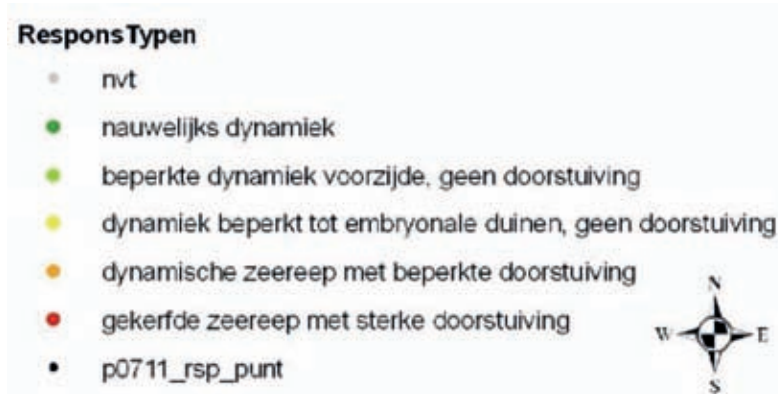 ResponsTypen
nvt
nauwelijks dynamiek
beperkte dynamiek voorzijde, geen doorstuiving
dynamiek beperkt tot embryonale duinen, geen doorstuiving
dynamische zeereep met beperkte doorstuiving
gekerfde zeereep met sterke doorstuiving
p0711_rsp_punt
N
W E
S